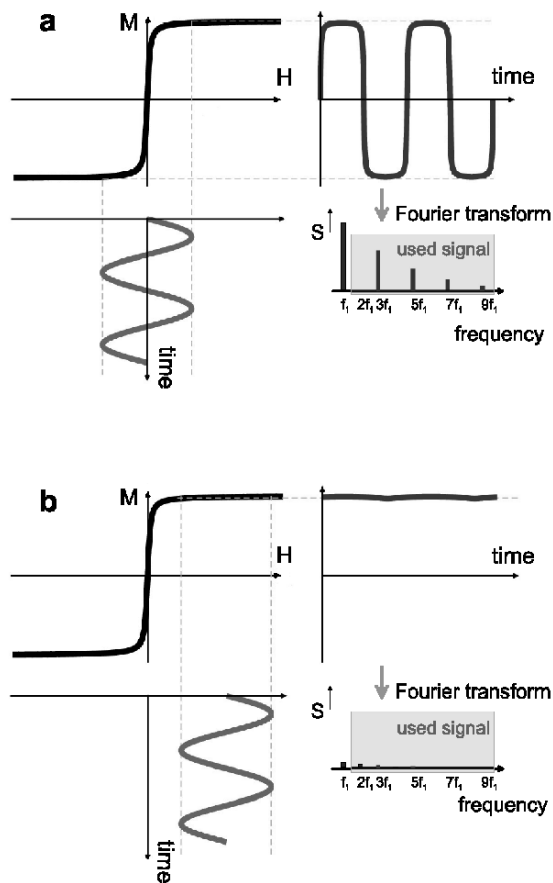 a
M
H
time
time
Fourier transform
S
used signal
f₁ 2f₁ 3f₁ 5f₁ 7f₁ 9f₁
frequency
b
M
H
time
time
Fourier transform
S
used signal
f₁ 2f₁ 3f₁ 5f₁ 7f₁ 9f₁
frequency